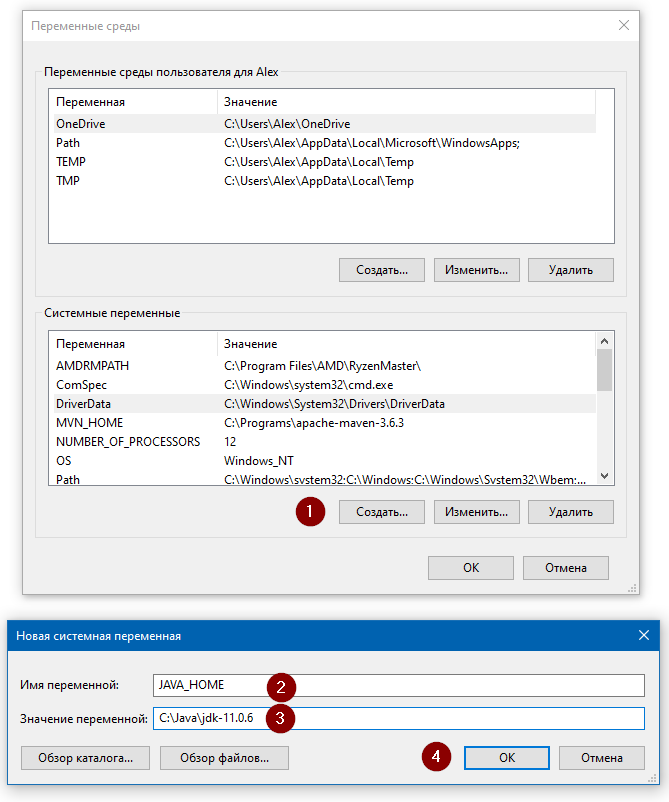 Переменные среды
Переменные среды пользователя для Alex
Переменная Значение
OneDrive C:\Users\Alex\OneDrive
Path C:\Users\Alex\AppData\Local\Microsoft\WindowsApps;
TEMP C:\Users\Alex\AppData\Local\Temp
TMP C:\Users\Alex\AppData\Local\Temp
Создать... Изменить... Удалить
Системные переменные
Переменная Значение
AMDRMPATH C:\Program Files\AMD\RyzenMaster\
ComSpec C:\Windows\system32\cmd.exe
DriverData C:\Windows\System32\Drivers\DriverData
MVN_HOME C:\Programs\apache-maven-3.6.3
NUMBER_OF_PROCESSORS 12
OS Windows_NT
Path C:\Windows\system32;C:\Windows;C:\Windows\System32\Wbem;...
1 Создать... Изменить... Удалить
OK Отмена
Новая системная переменная
Имя переменной: JAVA_HOME 2
Значение переменной: C:\Java\jdk-11.0.6 3
Обзор каталога... Обзор файлов... 4 OK Отмена